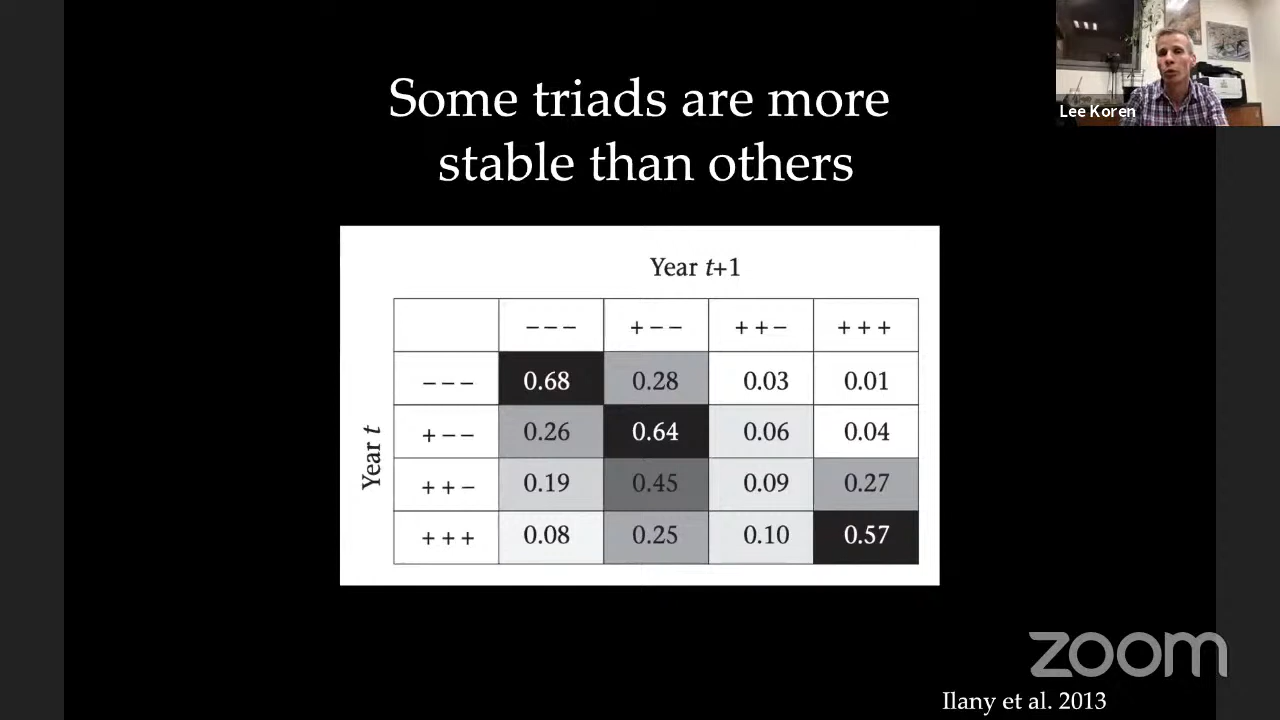 Some triads are more
stable than others
Lee Koren
Year t+1
− − − + − − + + − + + +
Year t
− − − 0.68 0.28 0.03 0.01
+ − − 0.26 0.64 0.06 0.04
+ + − 0.19 0.45 0.09 0.27
+ + + 0.08 0.25 0.10 0.57
zoom
Ilany et al. 2013